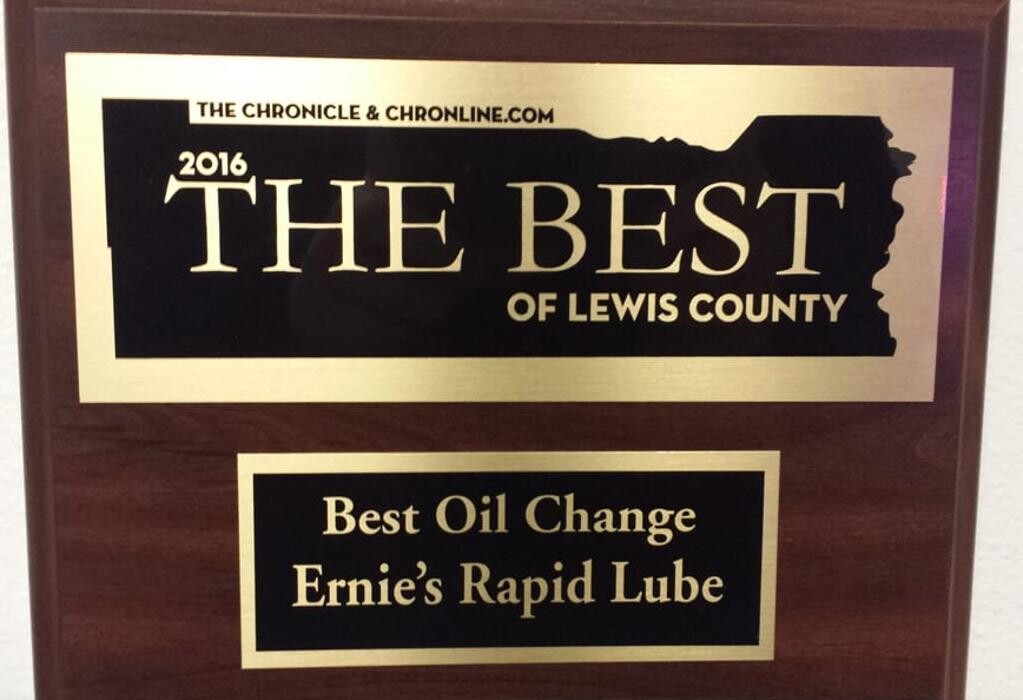 THE CHRONICLE & CHRONLINE.COM
2016
THE BEST
OF LEWIS COUNTY
Best Oil Change
Ernie's Rapid Lube